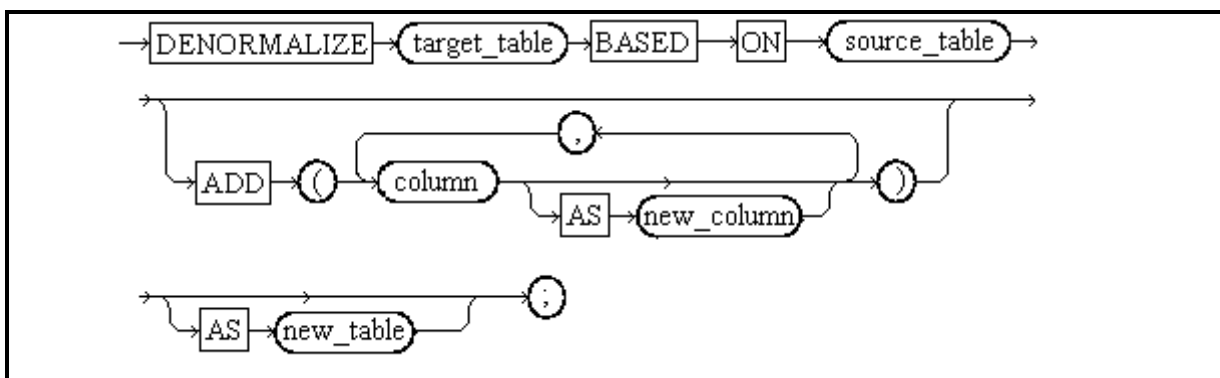 DENORMALIZE target_table BASED ON source_table
,
ADD ( column )
AS new_column
;
AS new_table